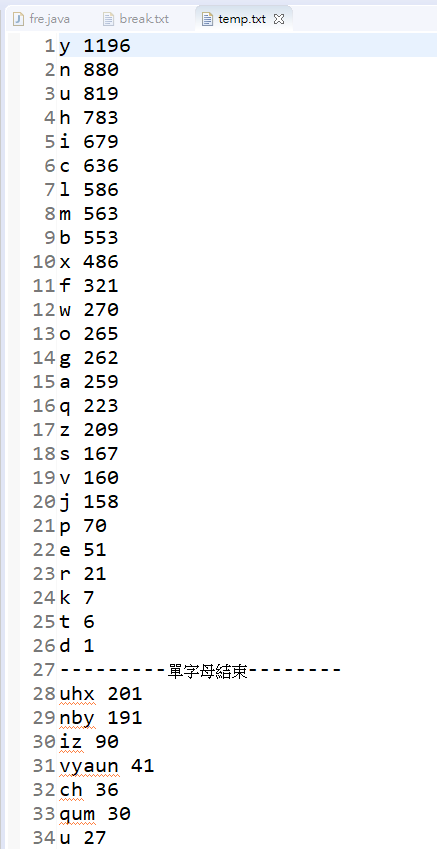 fre.java break.txt temp.txt
1 y 1196
2 n 880
3 u 819
4 h 783
5 i 679
6 c 636
7 l 586
8 m 563
9 b 553
10 x 486
11 f 321
12 w 270
13 o 265
14 g 262
15 a 259
16 q 223
17 z 209
18 s 167
19 v 160
20 j 158
21 p 70
22 e 51
23 r 21
24 k 7
25 t 6
26 d 1
27 ---------單字母結束--------
28 uhx 201
29 nby 191
30 iz 90
31 vyaun 41
32 ch 36
33 qum 30
34 u 27